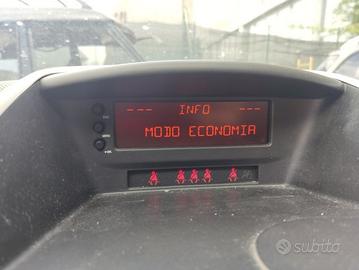 --- INFO ---
MODO ECONOMIA
subito